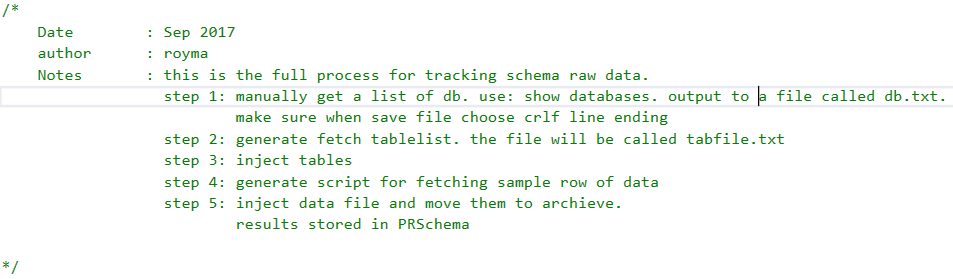 /*
Date : Sep 2017
author : royma
Notes : this is the full process for tracking schema raw data.
step 1: manually get a list of db. use: show databases. output to a file called db.txt.
make sure when save file choose crlf line ending
step 2: generate fetch tablelist. the file will be called tabfile.txt
step 3: inject tables
step 4: generate script for fetching sample row of data
step 5: inject data file and move them to archieve.
results stored in PRSchema
*/